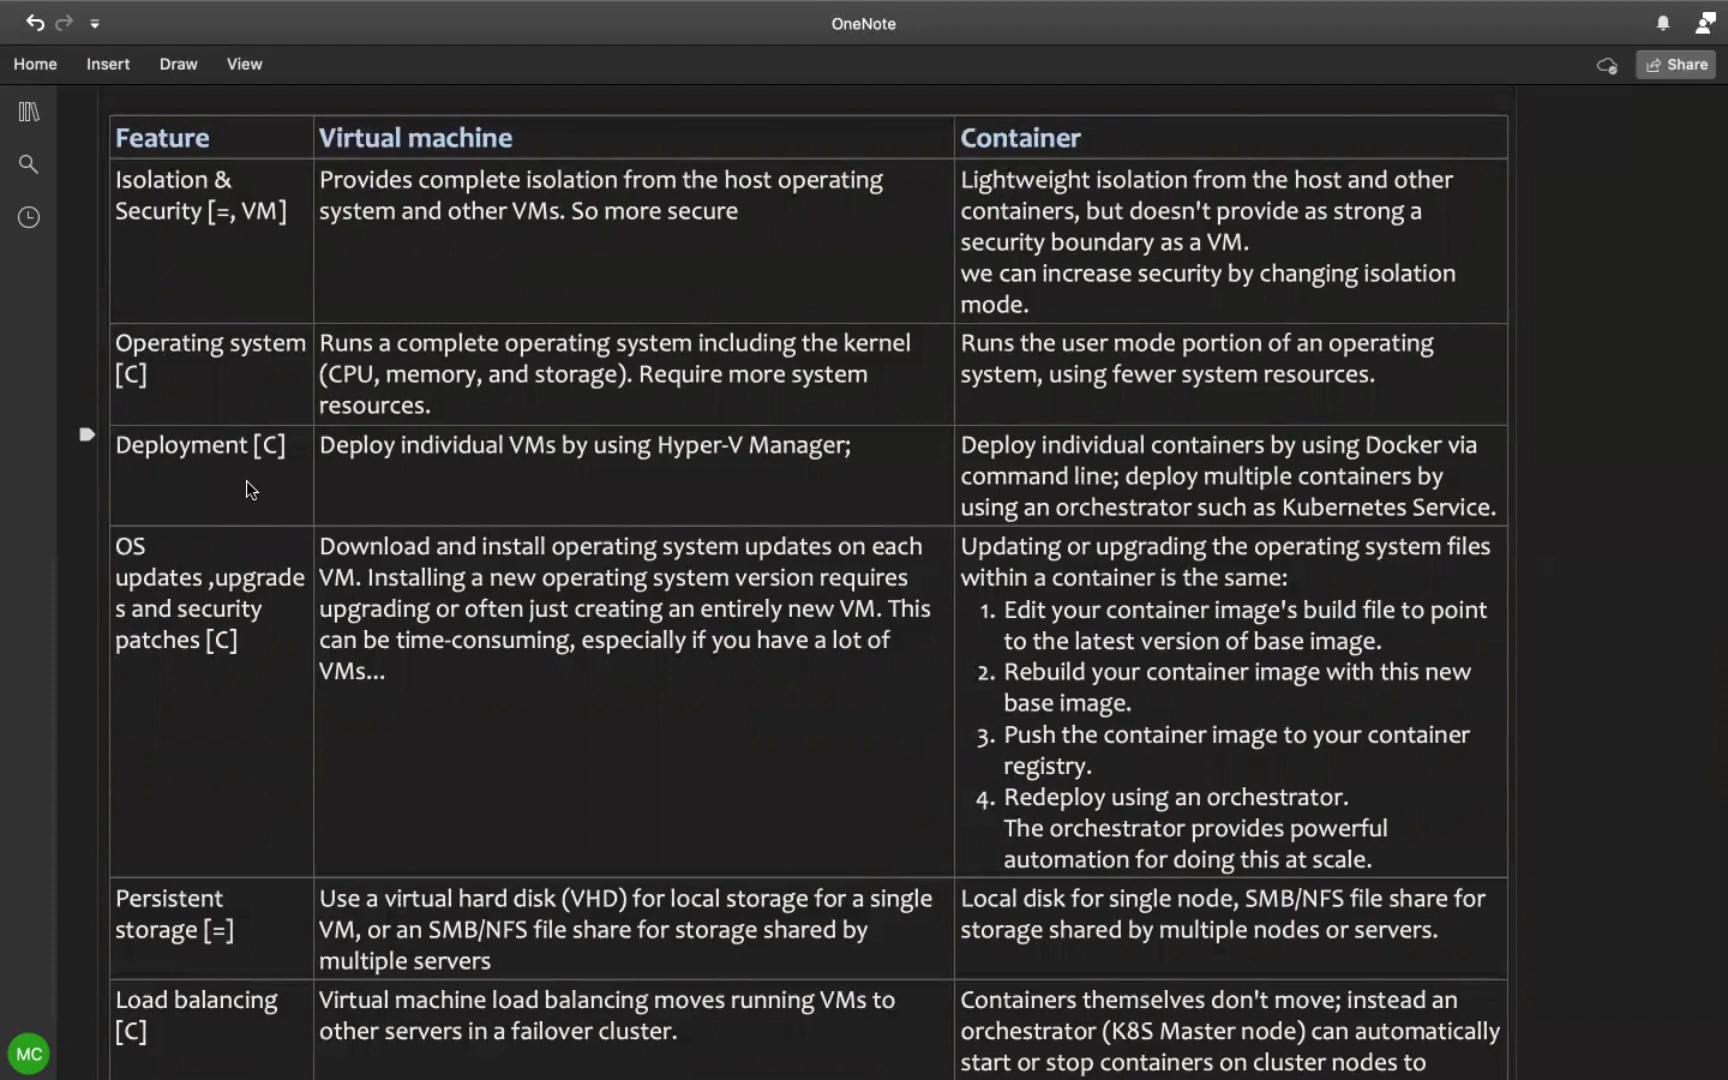 OneNote
Home Insert Draw View Share
Feature Virtual machine Container
Isolation &
Security [=, VM]
Provides complete isolation from the host operating
system and other VMs. So more secure
Lightweight isolation from the host and other
containers, but doesn't provide as strong a
security boundary as a VM.
we can increase security by changing isolation
mode.
Operating system
[C]
Runs a complete operating system including the kernel
(CPU, memory, and storage). Require more system
resources.
Runs the user mode portion of an operating
system, using fewer system resources.
Deployment [C]
Deploy individual VMs by using Hyper-V Manager;
Deploy individual containers by using Docker via
command line; deploy multiple containers by
using an orchestrator such as Kubernetes Service.
OS
updates ,upgrade
s and security
patches [C]
Download and install operating system updates on each
VM. Installing a new operating system version requires
upgrading or often just creating an entirely new VM. This
can be time-consuming, especially if you have a lot of
VMs...
Updating or upgrading the operating system files
within a container is the same:
1. Edit your container image's build file to point
to the latest version of base image.
2. Rebuild your container image with this new
base image.
3. Push the container image to your container
registry.
4. Redeploy using an orchestrator.
The orchestrator provides powerful
automation for doing this at scale.
Persistent
storage [=]
Use a virtual hard disk (VHD) for local storage for a single
VM, or an SMB/NFS file share for storage shared by
multiple servers
Local disk for single node, SMB/NFS file share for
storage shared by multiple nodes or servers.
Load balancing
[C]
Virtual machine load balancing moves running VMs to
other servers in a failover cluster.
Containers themselves don't move; instead an
orchestrator (K8S Master node) can automatically
start or stop containers on cluster nodes to
MC